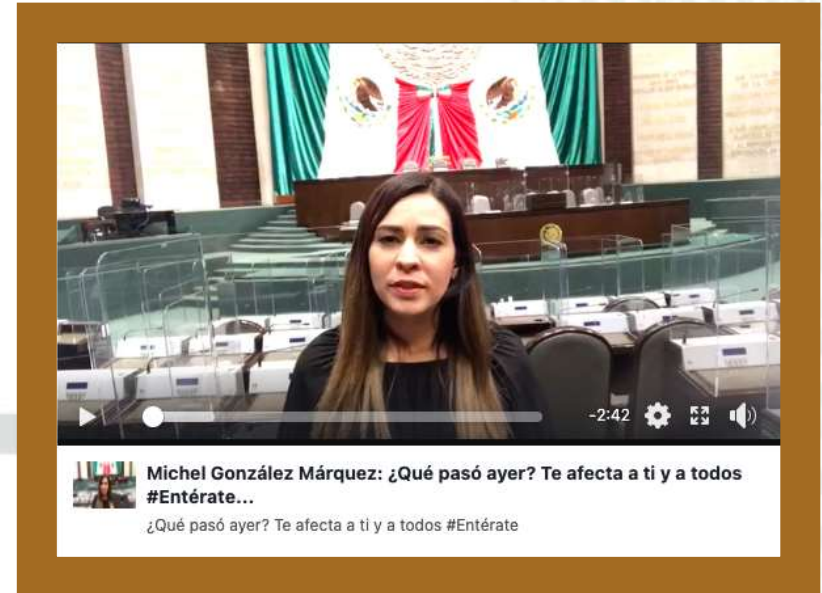 -2:42
Michel González Márquez: ¿Qué pasó ayer? Te afecta a ti y a todos
#Entérate...
¿Qué pasó ayer? Te afecta a ti y a todos #Entérate